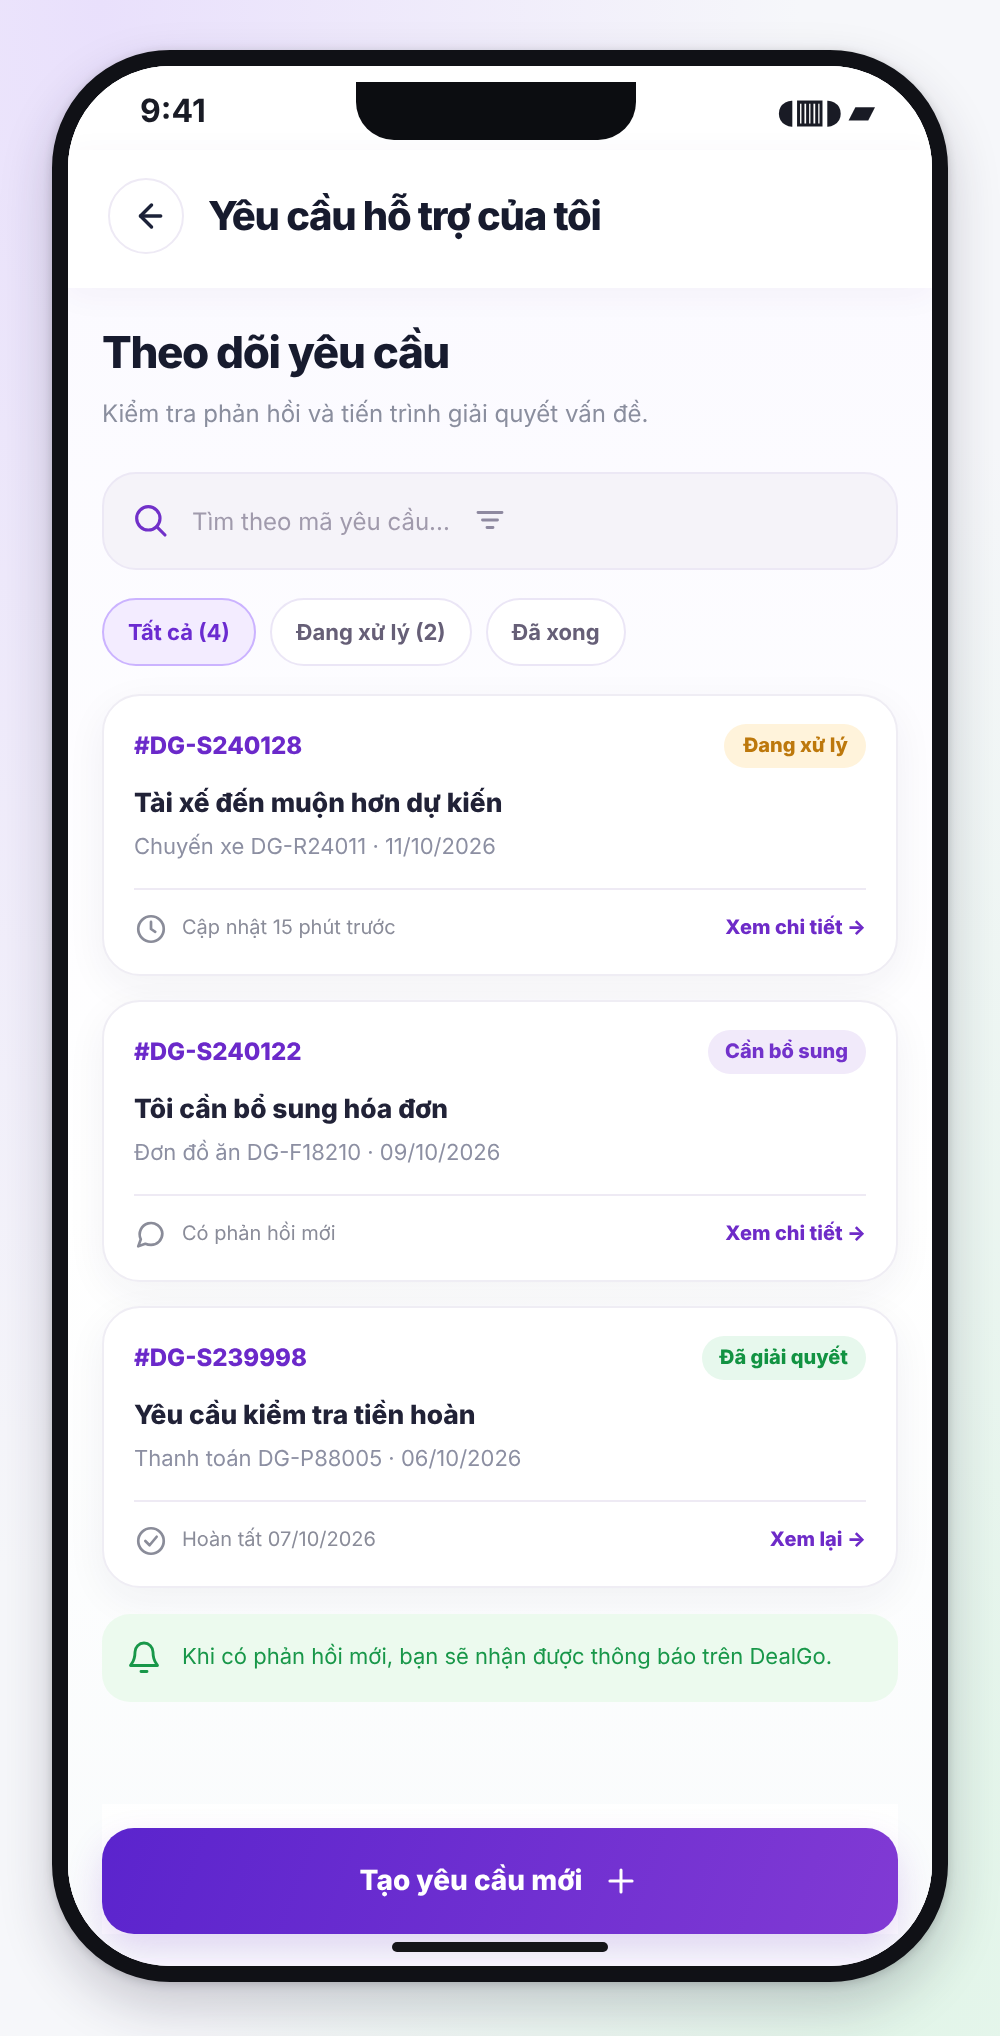 9:41
Yêu cầu hỗ trợ của tôi
Theo dõi yêu cầu
Kiểm tra phản hồi và tiến trình giải quyết vấn đề.
Tìm theo mã yêu cầu...
Tất cả (4) Đang xử lý (2) Đã xong
#DG-S240128 Đang xử lý
Tài xế đến muộn hơn dự kiến
Chuyến xe DG-R24011 · 11/10/2026
Cập nhật 15 phút trước Xem chi tiết →
#DG-S240122 Cần bổ sung
Tôi cần bổ sung hóa đơn
Đơn đồ ăn DG-F18210 · 09/10/2026
Có phản hồi mới Xem chi tiết →
#DG-S239998 Đã giải quyết
Yêu cầu kiểm tra tiền hoàn
Thanh toán DG-P88005 · 06/10/2026
Hoàn tất 07/10/2026 Xem lại →
Khi có phản hồi mới, bạn sẽ nhận được thông báo trên DealGo.
Tạo yêu cầu mới +